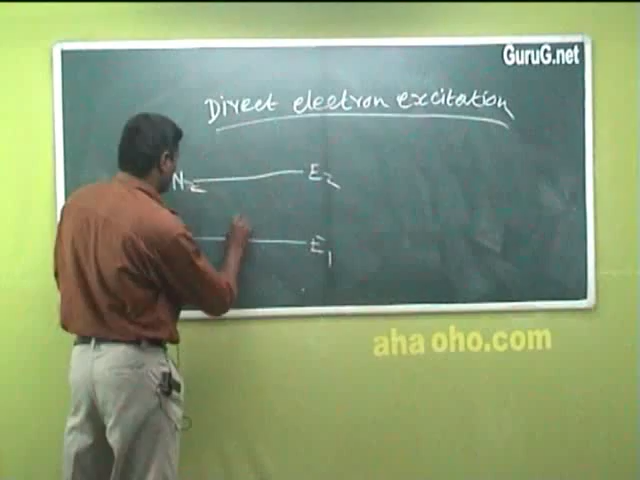 GuruG.net
Direct electron excitation
N2 E2
E1
aha oho.com